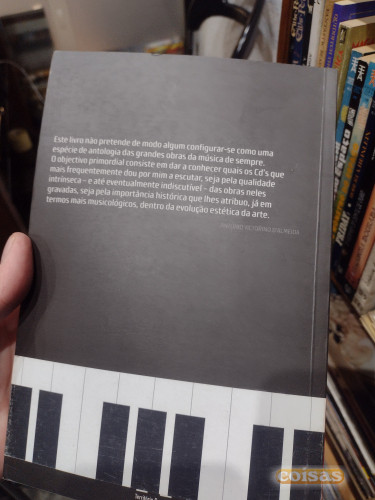 Este livro não pretende de modo algum configurar-se como uma
espécie de antologia das grandes obras da música de sempre.
O objectivo primordial consiste em dar a conhecer quais os Cd's que
mais frequentemente dou por mim a escutar, seja pela qualidade
intrínseca – e até eventualmente indiscutível – das obras neles
gravadas, seja pela importância histórica que lhes atribuo, já em
termos mais musicológicos, dentro da evolução estética da arte.
ANTÓNIO VICTORINO D'ALMEIDA
coisas